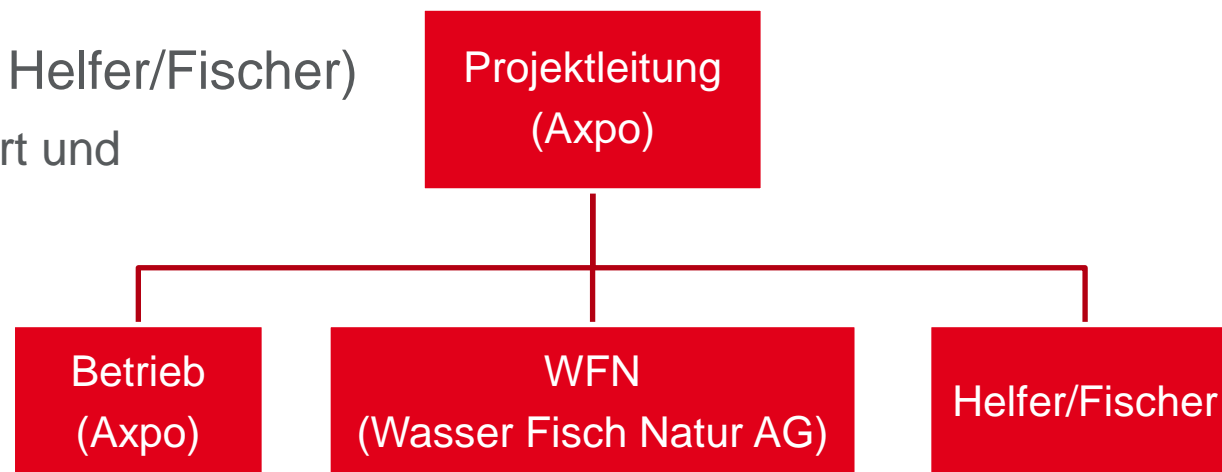 Helfer/Fischer)
rt und
Projektleitung
(Axpo)
Betrieb
(Axpo)
WFN
(Wasser Fisch Natur AG)
Helfer/Fischer